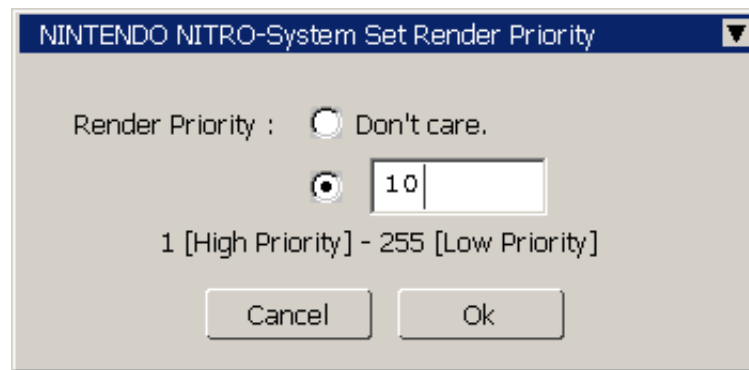 NINTENDO NITRO-System Set Render Priority
Render Priority : Don't care.
10
1 [High Priority] - 255 [Low Priority]
Cancel Ok